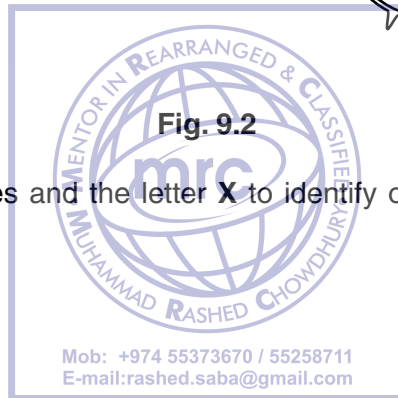 MENTOR IN REARRANGED & CLASSIFIED
Fig. 9.2
mrc
es and the letter X to identify
MUHAMMAD RASHED CHOWDHURY
Mob: +974 55373670 / 55258711
E-mail:rashed.saba@gmail.com